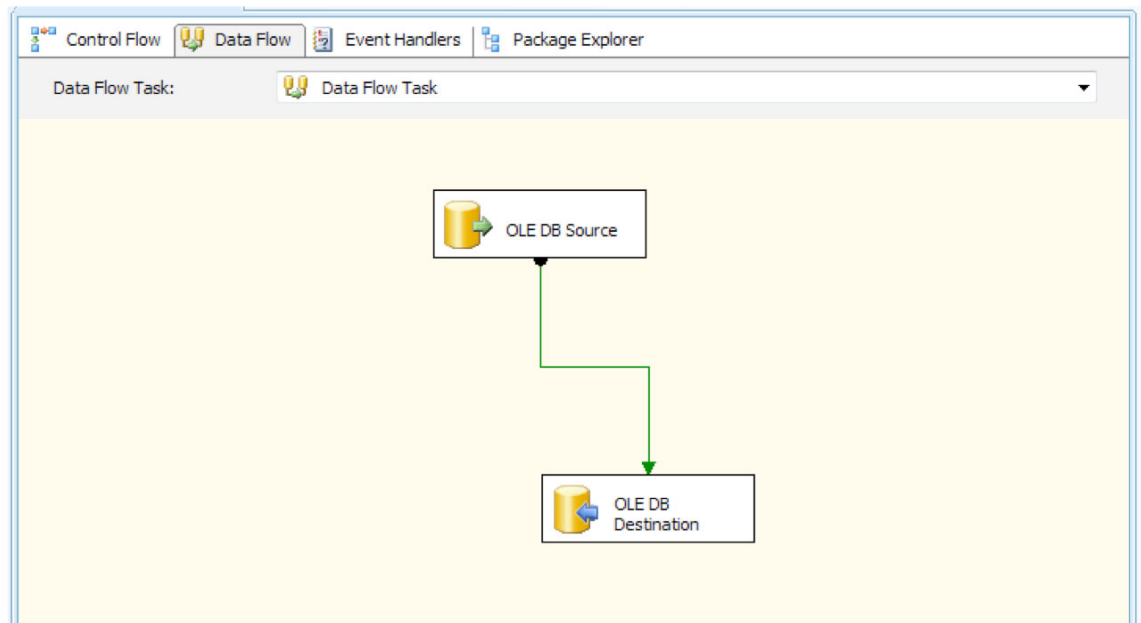 Control Flow Data Flow Event Handlers Package Explorer
Data Flow Task: Data Flow Task
OLE DB Source
OLE DB
Destination